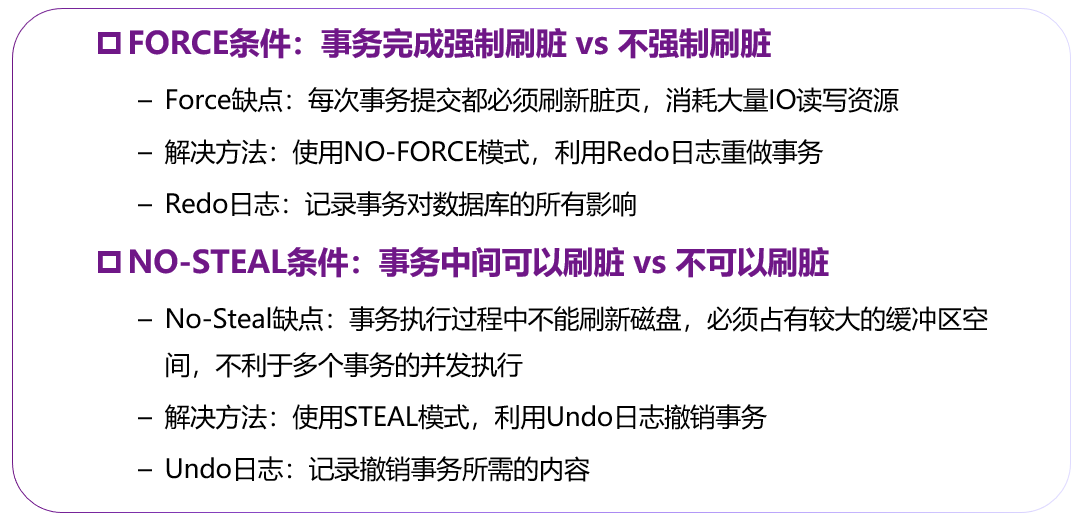 FORCE条件：事务完成强制刷脏 vs 不强制刷脏
– Force缺点：每次事务提交都必须刷新脏页，消耗大量IO读写资源
– 解决方法：使用NO-FORCE模式，利用Redo日志重做事务
– Redo日志：记录事务对数据库的所有影响
NO-STEAL条件：事务中间可以刷脏 vs 不可以刷脏
– No-Steal缺点：事务执行过程中不能刷新磁盘，必须占有较大的缓冲区空
间，不利于多个事务的并发执行
– 解决方法：使用STEAL模式，利用Undo日志撤销事务
– Undo日志：记录撤销事务所需的内容